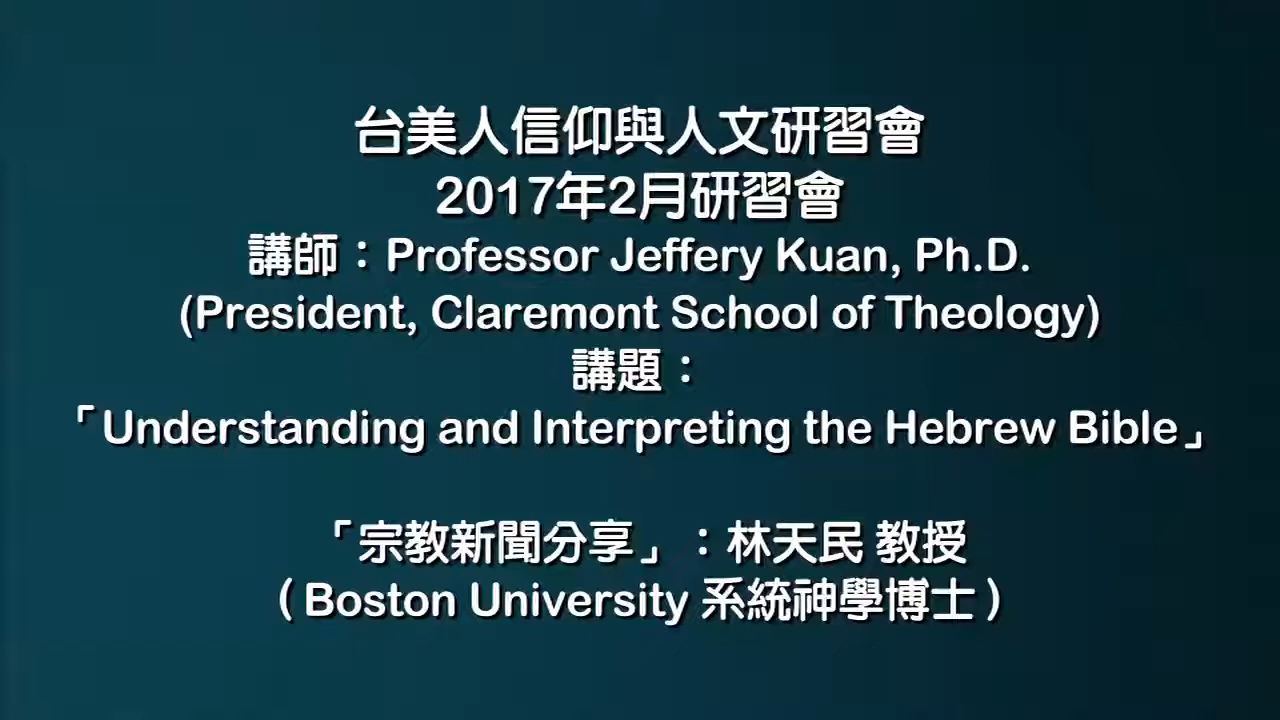 台美人信仰與人文研習會
2017年2月研習會
講師：Professor Jeffery Kuan, Ph.D.
(President, Claremont School of Theology)
講題：
「Understanding and Interpreting the Hebrew Bible」
「宗教新聞分享」：林天民 教授
（Boston University 系統神學博士）